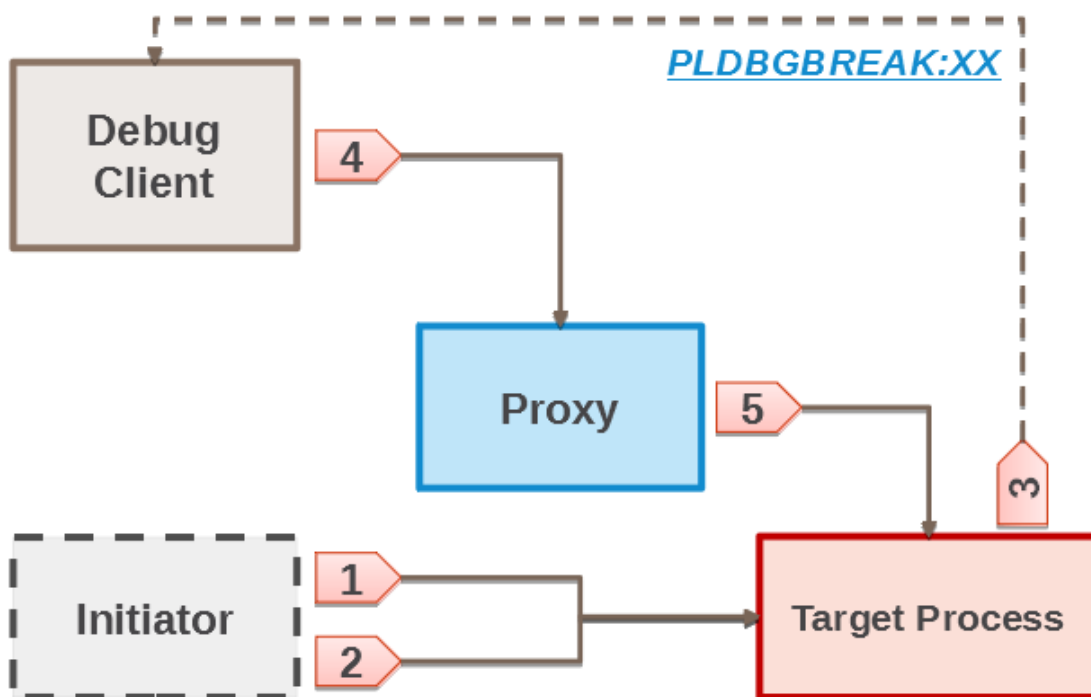 PLDBGBREAK:XX
Debug
Client
4
Proxy
5
3
Initiator
1
2
Target Process